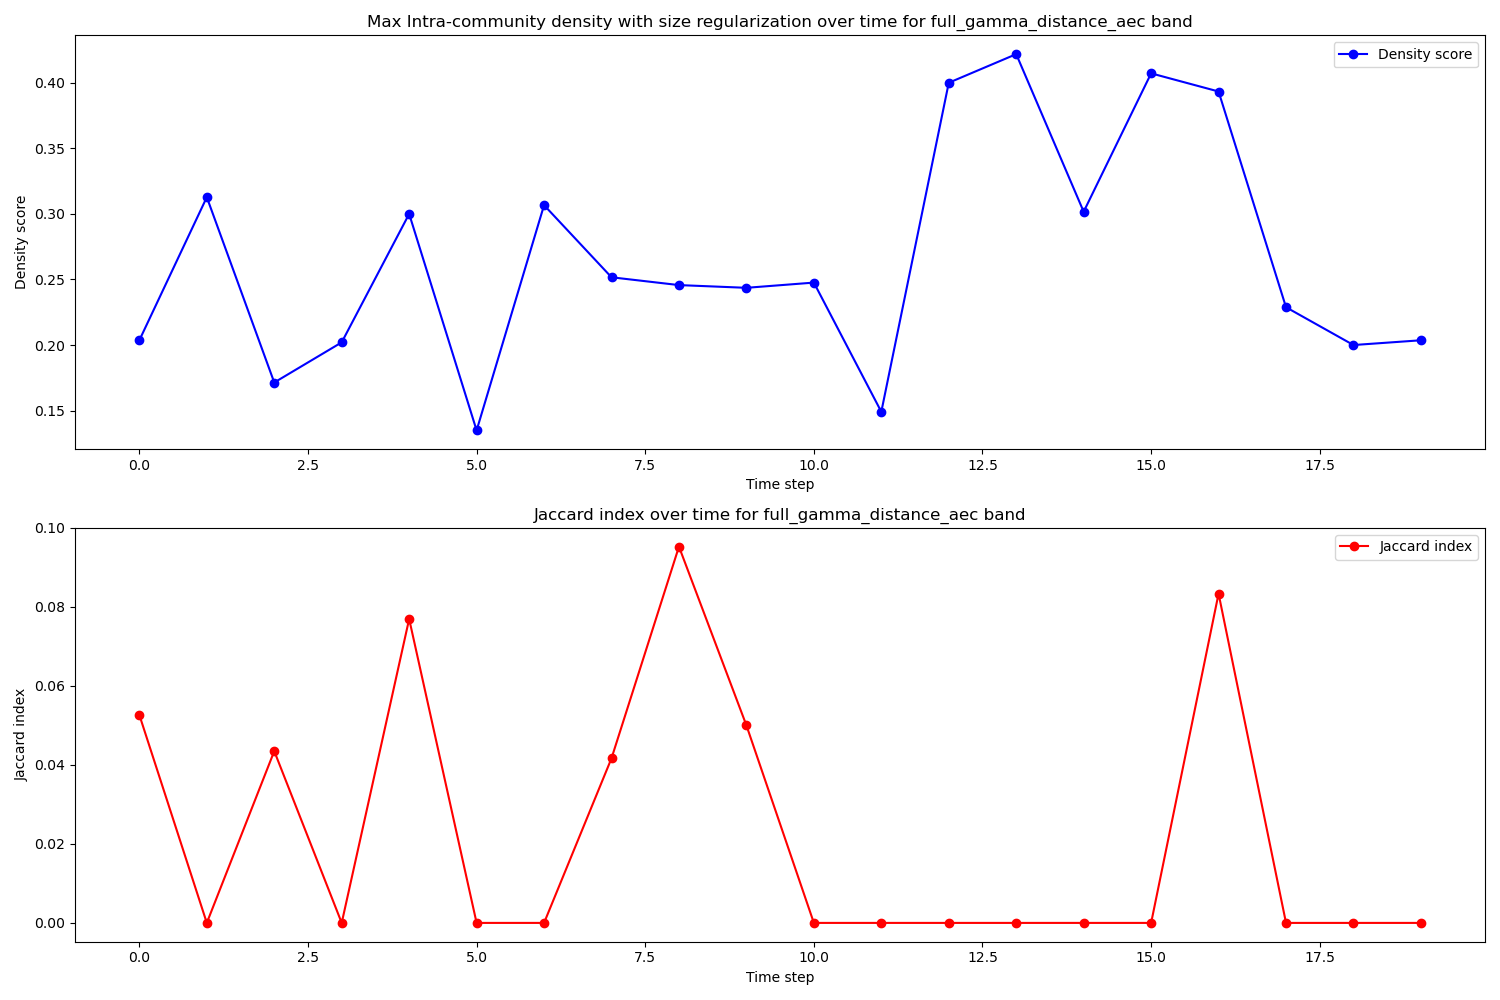 Max Intra-community density with size regularization over time for full_gamma_distance_aec band
Density score
0.40
0.35
0.30
0.25
0.20
0.15
Density score
0.0 2.5 5.0 7.5 10.0 12.5 15.0 17.5
Time step
Jaccard index over time for full_gamma_distance_aec band
Jaccard index
0.10
0.08
0.06
0.04
0.02
0.00
Jaccard index
0.0 2.5 5.0 7.5 10.0 12.5 15.0 17.5
Time step